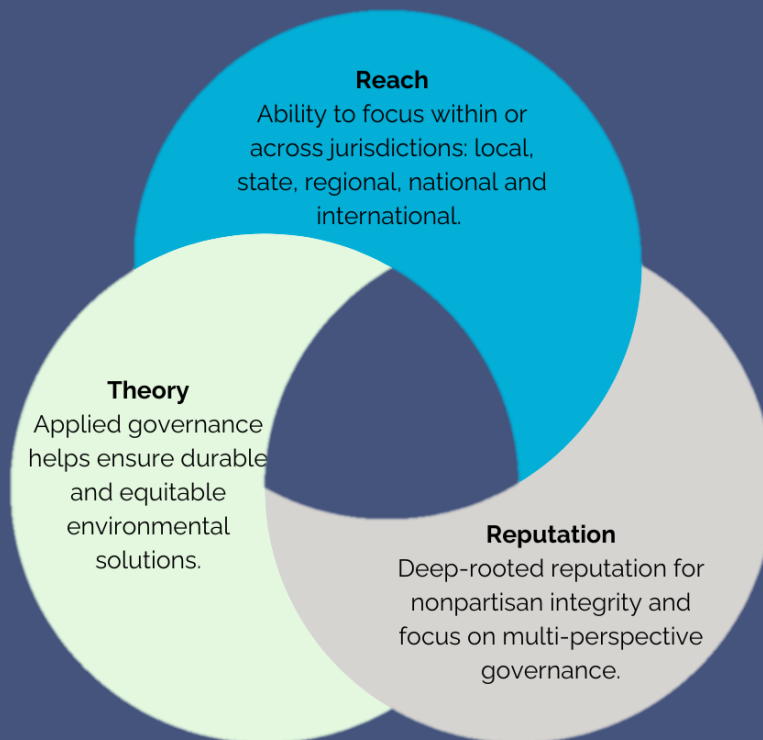 Reach
Ability to focus within or
across jurisdictions: local,
state, regional, national and
international.
Theory
Applied governance
helps ensure durable
and equitable
environmental
solutions.
Reputation
Deep-rooted reputation for
nonpartisan integrity and
focus on multi-perspective
governance.